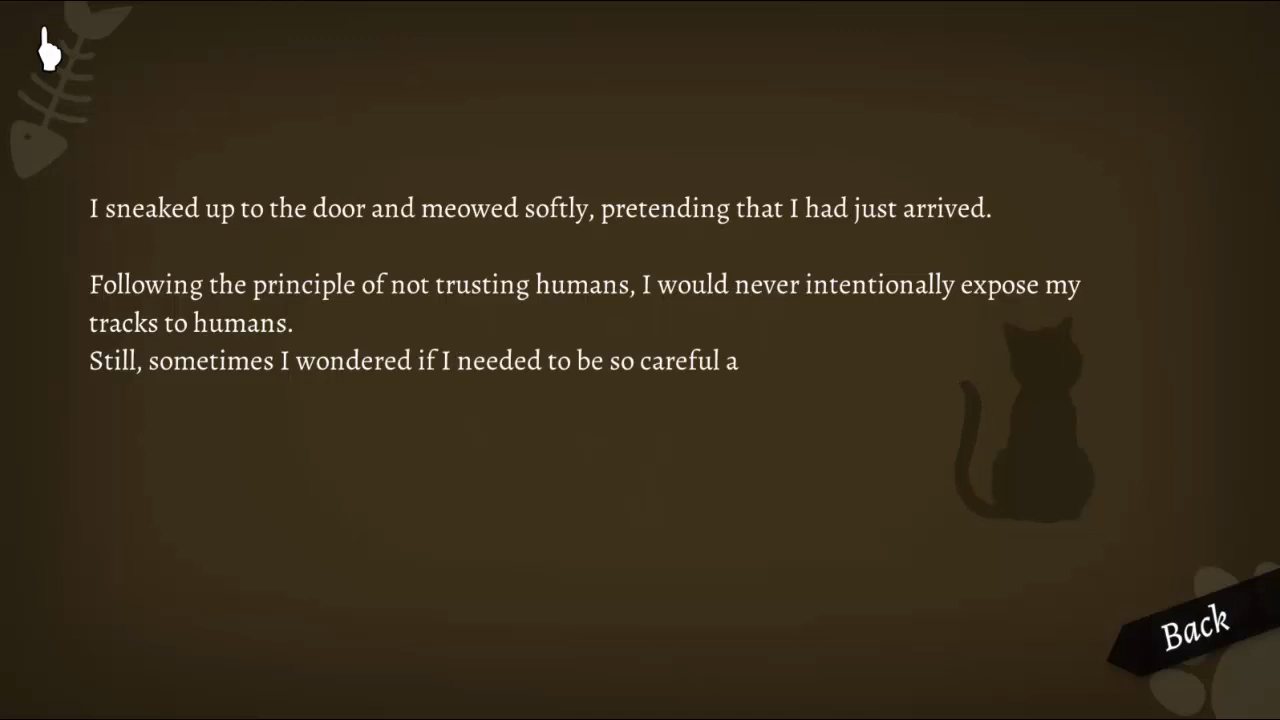 I sneaked up to the door and meowed softly, pretending that I had just arrived.
Following the principle of not trusting humans, I would never intentionally expose my
tracks to humans.
Still, sometimes I wondered if I needed to be so careful a
Back